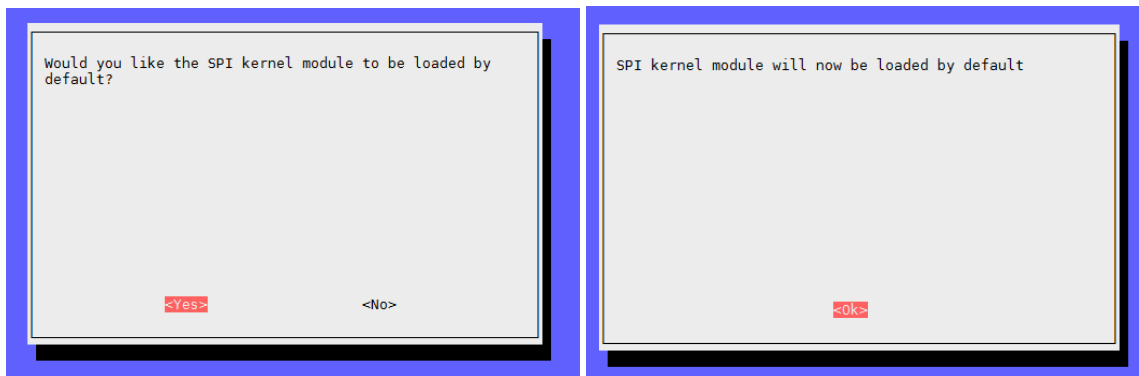 Would you like the SPI kernel module to be loaded by
default?
<Yes> <No>
SPI kernel module will now be loaded by default
<Ok>